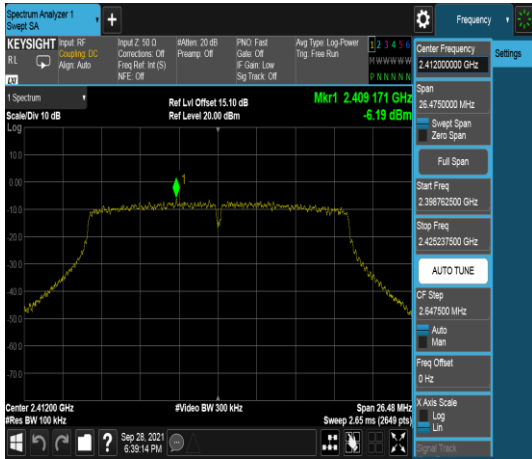 Spectrum Analyzer 1
Swept SA
+
Frequency
KEYSIGHT
RL
LXI
Input: RF
Coupling: DC
Align: Auto
Input Z: 50 Ω
Corrections: Off
Freq Ref: Int (S)
NFE: Off
#Atten: 20 dB
Preamp: Off
PNO: Fast
Gate: Off
IF Gain: Low
Sig Track: Off
Avg Type: Log-Power
Trig: Free Run
1 2 3 4 5 6
M W W W W W
P N N N N N
Center Frequency
2.412000000 GHz
Settings
Span
26.4750000 MHz
Swept Span
Zero Span
Full Span
Start Freq
2.398762500 GHz
Stop Freq
2.425237500 GHz
AUTO TUNE
CF Step
2.647500 MHz
Auto
Man
Freq Offset
0 Hz
X Axis Scale
Log
Lin
Signal Track
1 Spectrum
Scale/Div 10 dB
Ref Lvl Offset 15.10 dB
Ref Level 20.00 dBm
Mkr1 2.409 171 GHz
-6.19 dBm
Log
10.0
0.00
1
-10.0
-20.0
-30.0
-40.0
-50.0
-60.0
-70.0
Center 2.41200 GHz
#Res BW 100 kHz
#Video BW 300 kHz
Span 26.48 MHz
Sweep 2.65 ms (2649 pts)
?
Sep 28, 2021
6:39:14 PM